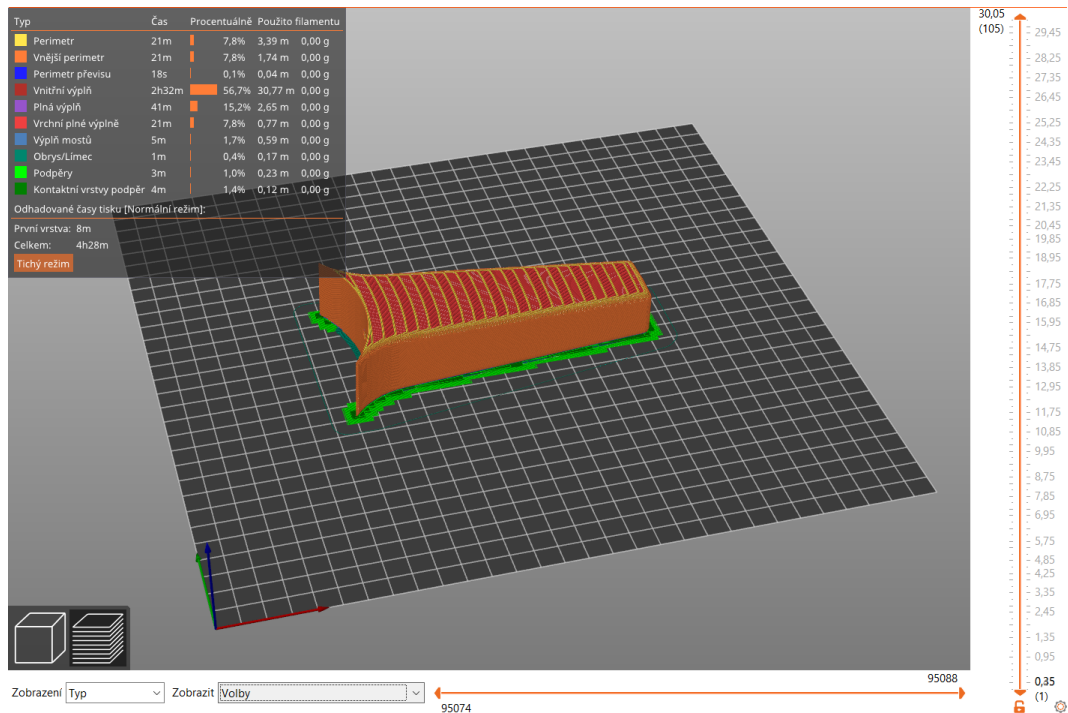 Typ Čas Procentuálně Použito filamentu
Perimetr 21m 7,8% 3,39 m 0,00 g
Vnější perimetr 21m 7,8% 1,74 m 0,00 g
Perimetr převisu 18s 0,1% 0,04 m 0,00 g
Vnitřní výplň 2h32m 56,7% 30,77 m 0,00 g
Plná výplň 41m 15,2% 2,65 m 0,00 g
Vrchní plné výplně 21m 7,8% 0,77 m 0,00 g
Výplň mostů 5m 1,7% 0,59 m 0,00 g
Obrys/Límec 1m 0,4% 0,17 m 0,00 g
Podpěry 3m 1,0% 0,23 m 0,00 g
Kontaktní vrstvy podpěr 4m 1,4% 0,12 m 0,00 g
Odhadované časy tisku [Normální režim]:
První vrstva: 8m
Celkem: 4h28m
Tichý režim
30,05
(105)
29,45
28,25
27,35
26,45
25,25
24,35
23,45
22,25
21,35
20,45
19,85
18,95
17,75
16,85
15,95
14,75
13,85
12,95
11,75
10,85
9,95
8,75
7,85
6,95
5,75
4,85
4,25
3,35
2,45
1,35
0,95
0,35
(1)
Zobrazení Typ Zobrazit Volby
95088
95074